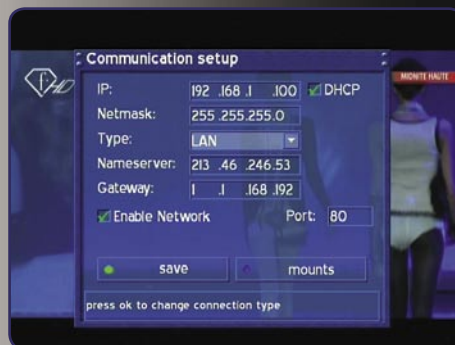 Communication setup
HD
MIDNITE HAUTE
IP: 192 .168 .1 .100 DHCP
Netmask: 255 .255.255.0
Type: LAN
Nameserver: 213 .46 .246.53
Gateway: 1 .1 .168 .192
Enable Network Port: 80
save mounts
press ok to change connection type